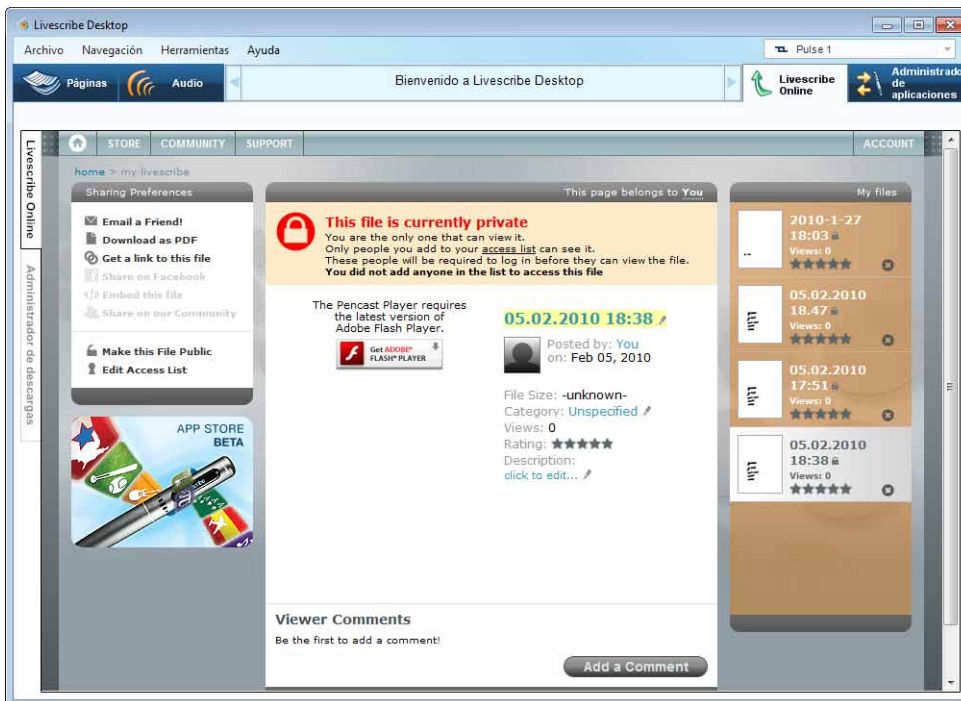 Livescribe Desktop
Archivo Navegación Herramientas Ayuda
Pulse 1
Páginas
Audio
Bienvenido a Livescribe Desktop
Livescribe
Online
Administrado
de
aplicaciones
Livescribe Online
Administrador de descargas
STORE COMMUNITY SUPPORT
ACCOUNT
home > my livescribe
Sharing Preferences
Email a Friend!
Download as PDF
Get a link to this file
Share on Facebook
Embed this file
Share on our Community
Make this File Public
Edit Access List
APP STORE
BETA
This page belongs to You
This file is currently private
You are the only one that can view it.
Only people you add to your access list can see it.
These people will be required to log in before they can view the file.
You did not add anyone in the list to access this file
The Pencast Player requires
the latest version of
Adobe Flash Player.
Get ADOBE®
FLASH® PLAYER
05.02.2010 18:38
Posted by: You
on: Feb 05, 2010
File Size: -unknown-
Category: Unspecified
Views: 0
Rating:
Description:
click to edit...
Viewer Comments
Be the first to add a comment!
Add a Comment
My files
2010-1-27
18:03
Views: 0
05.02.2010
18.47
Views: 0
05.02.2010
17:51
Views: 0
05.02.2010
18:38
Views: 0